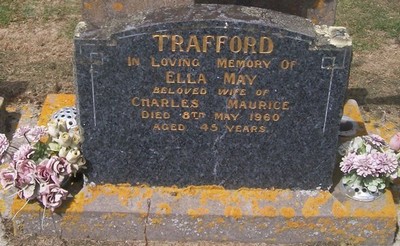 TRAFFORD
IN LOVING MEMORY OF
ELLA MAY
BELOVED WIFE OF
CHARLES MAURICE
DIED 8TH MAY 1960
AGED 45 YEARS.